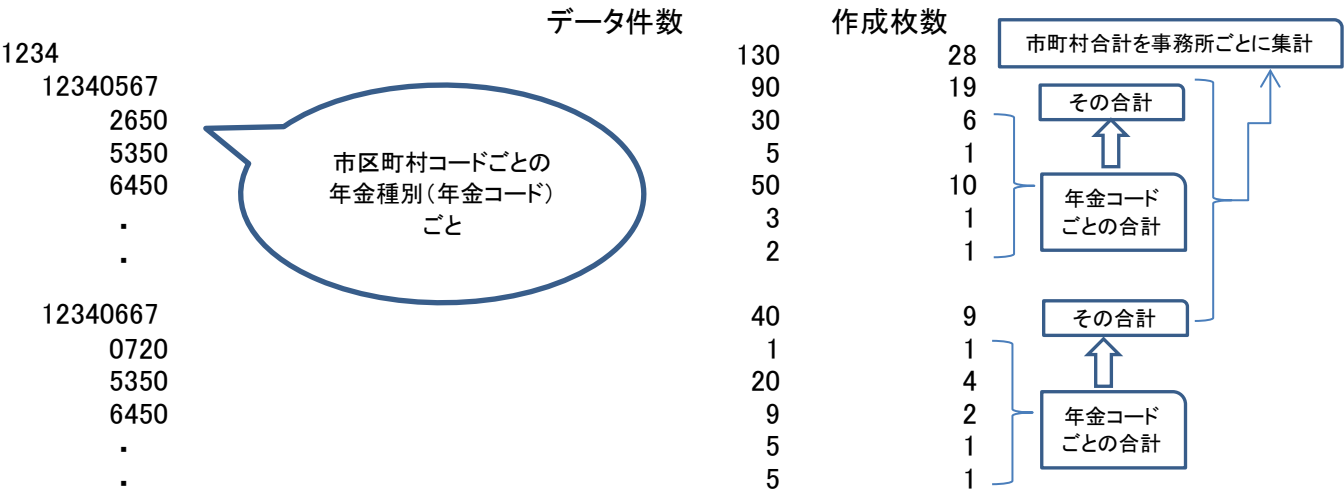 データ件数 作成枚数
1234 130 28
市町村合計を事務所ごとに集計
12340567 90 19
その合計
2650 30 6
5350 5 1
6450 50 10
・ 3 1
・ 2 1
市区町村コードごとの
年金種別(年金コード)
ごと
年金コード
ごとの合計
12340667 40 9
その合計
0720 1 1
5350 20 4
6450 9 2
・ 5 1
・ 5 1
年金コード
ごとの合計